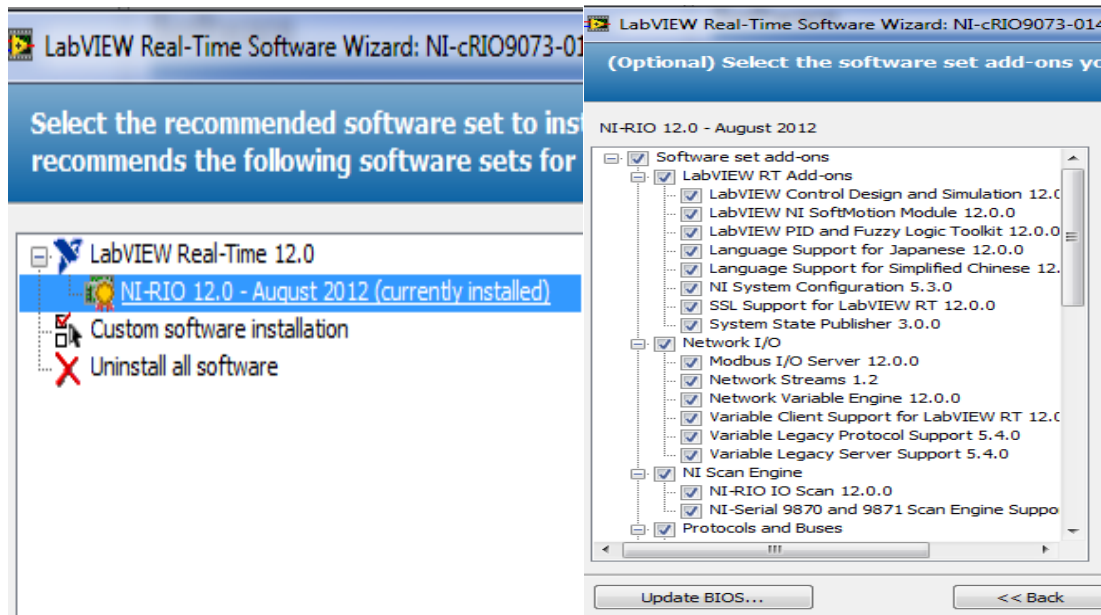 LabVIEW Real-Time Software Wizard: NI-cRIO9073-01
Select the recommended software set to inst
recommends the following software sets for
LabVIEW Real-Time 12.0
NI-RIO 12.0 - August 2012 (currently installed)
Custom software installation
Uninstall all software
LabVIEW Real-Time Software Wizard: NI-cRIO9073-014
(Optional) Select the software set add-ons yo
NI-RIO 12.0 - August 2012
Software set add-ons
LabVIEW RT Add-ons
LabVIEW Control Design and Simulation 12.0
LabVIEW NI SoftMotion Module 12.0.0
LabVIEW PID and Fuzzy Logic Toolkit 12.0.0
Language Support for Japanese 12.0.0
Language Support for Simplified Chinese 12.
NI System Configuration 5.3.0
SSL Support for LabVIEW RT 12.0.0
System State Publisher 3.0.0
Network I/O
Modbus I/O Server 12.0.0
Network Streams 1.2
Network Variable Engine 12.0.0
Variable Client Support for LabVIEW RT 12.0
Variable Legacy Protocol Support 5.4.0
Variable Legacy Server Support 5.4.0
NI Scan Engine
NI-RIO IO Scan 12.0.0
NI-Serial 9870 and 9871 Scan Engine Suppo
Protocols and Buses
Update BIOS...
<< Back